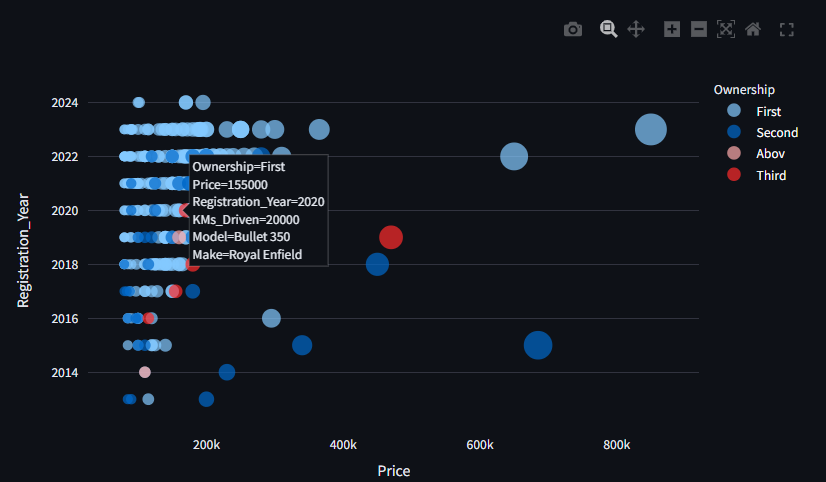 Ownership
First
Second
Abov
Third
Registration_Year
2024
2022
2020
2018
2016
2014
Ownership=First
Price=155000
Registration_Year=2020
KMs_Driven=20000
Model=Bullet 350
Make=Royal Enfield
200k
400k
600k
800k
Price